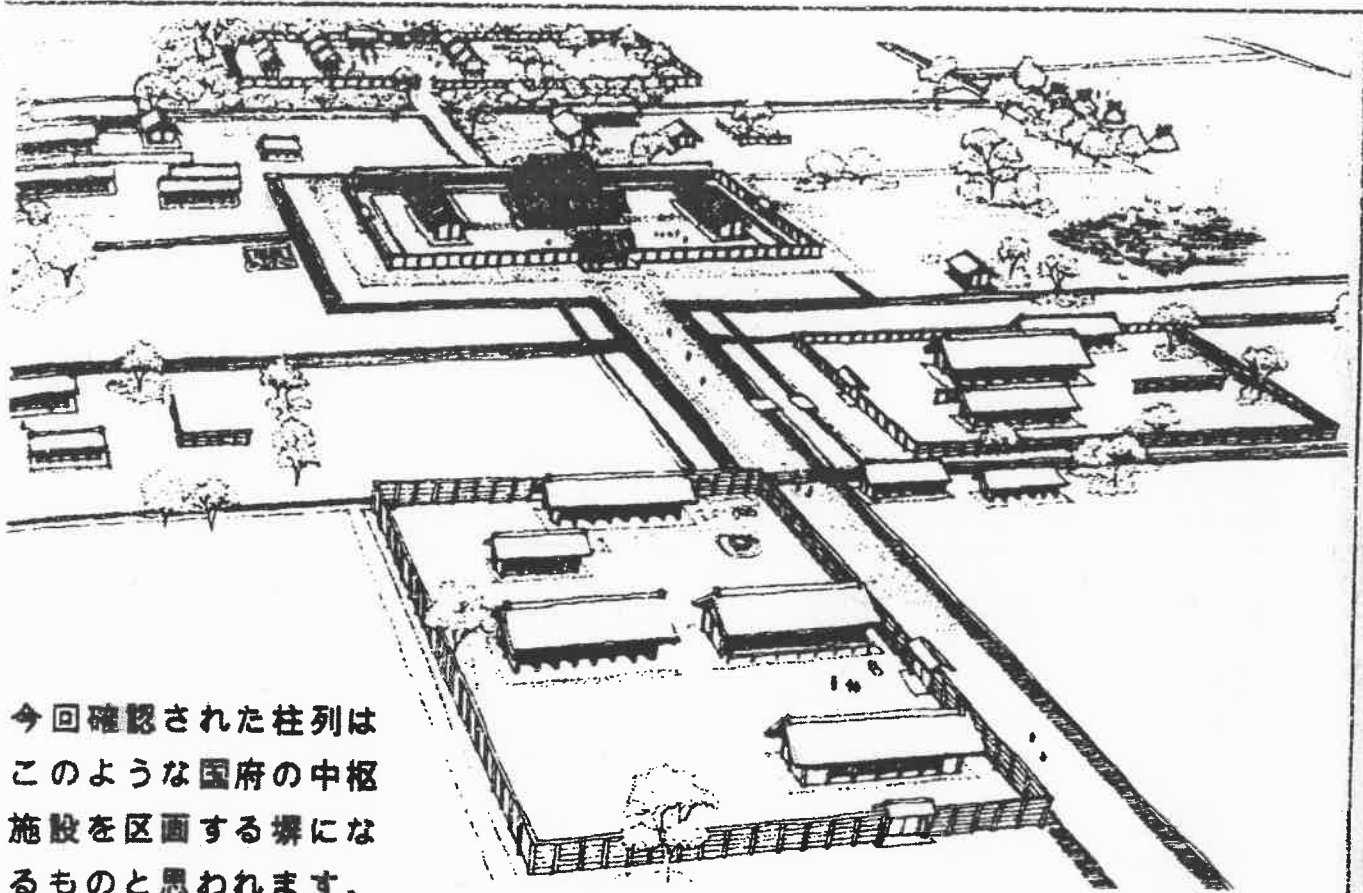 今回確認された柱列は
このような国府の中枢
施設を区画する塀にな
るものと思われます、